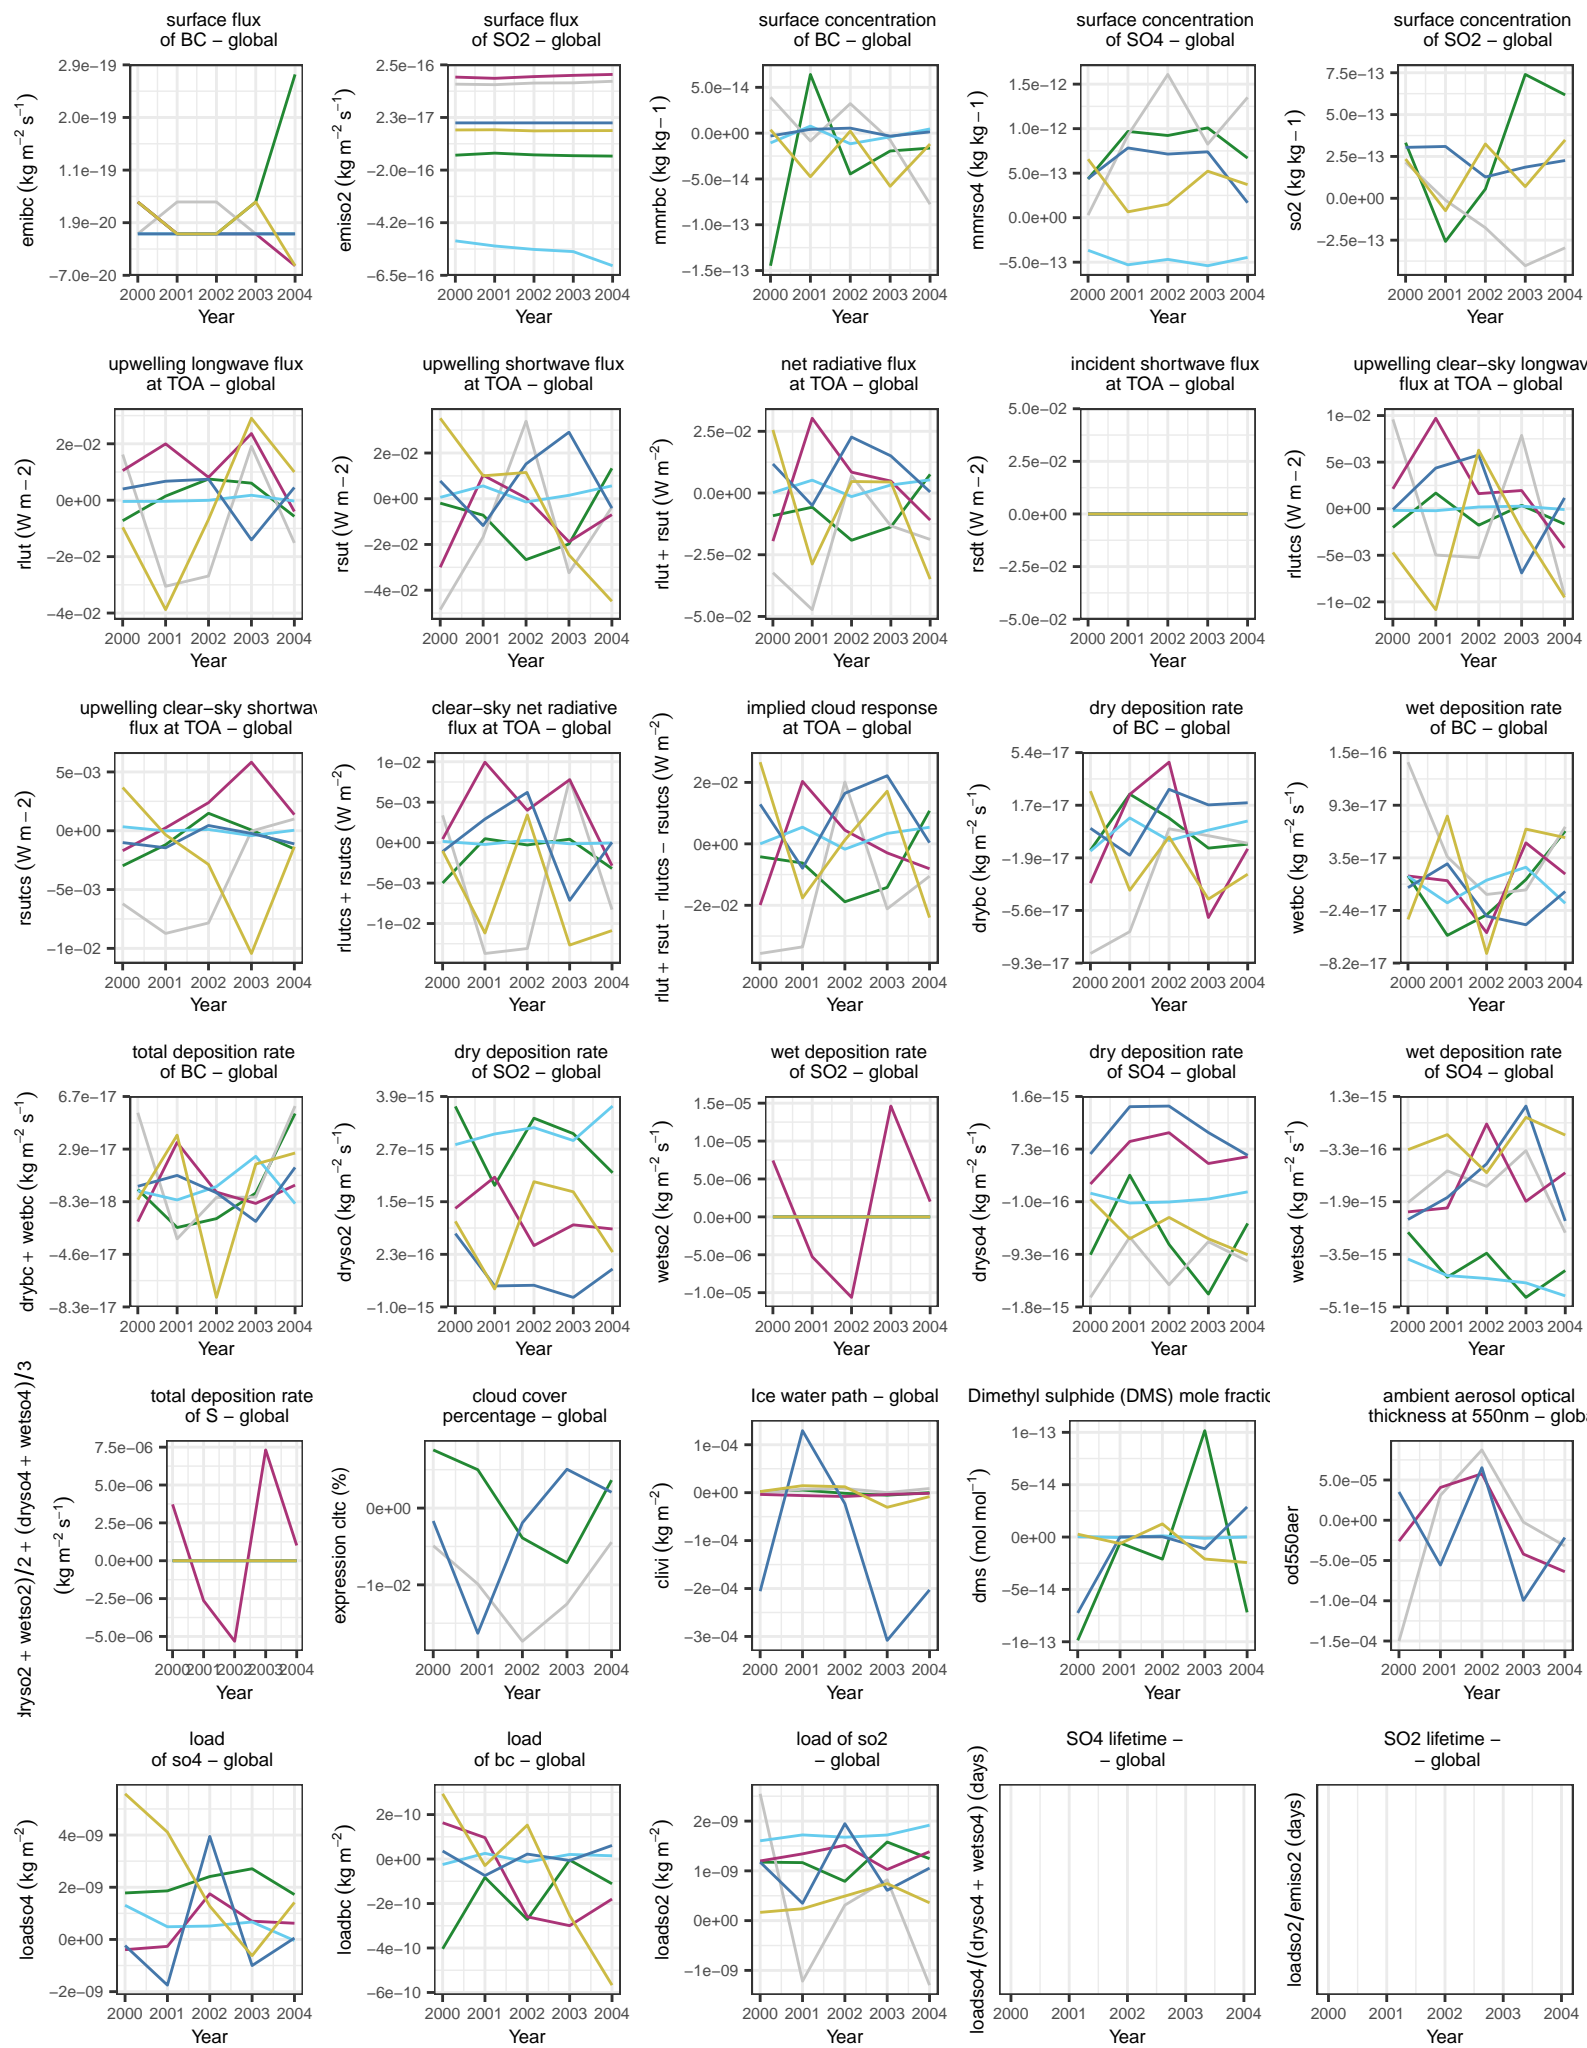 surface flux
of BC − global
emibc (kg m−2 s−1)
2.9e−19
2.0e−19
1.1e−19
1.9e−20
−7.0e−20
2000 2001 2002 2003 2004
Year
surface flux
of SO2 − global
emiso2 (kg m−2 s−1)
2.5e−16
2.3e−17
−2.0e−16
−4.2e−16
−6.5e−16
2000 2001 2002 2003 2004
Year
surface concentration
of BC − global
mmrbc (kg kg − 1)
5.0e−14
0.0e+00
−5.0e−14
−1.0e−13
−1.5e−13
2000 2001 2002 2003 2004
Year
surface concentration
of SO4 − global
mmrso4 (kg kg − 1)
1.5e−12
1.0e−12
5.0e−13
0.0e+00
−5.0e−13
2000 2001 2002 2003 2004
Year
surface concentration
of SO2 − global
so2 (kg kg − 1)
7.5e−13
5.0e−13
2.5e−13
0.0e+00
−2.5e−13
2000 2001 2002 2003 2004
Year
upwelling longwave flux
at TOA − global
rlut (W m − 2)
2e−02
0e+00
−2e−02
−4e−02
2000 2001 2002 2003 2004
Year
upwelling shortwave flux
at TOA − global
rsut (W m − 2)
2e−02
0e+00
−2e−02
−4e−02
2000 2001 2002 2003 2004
Year
net radiative flux
at TOA − global
rlut + rsut (W m−2)
2.5e−02
0.0e+00
−2.5e−02
−5.0e−02
2000 2001 2002 2003 2004
Year
incident shortwave flux
at TOA − global
rsdt (W m − 2)
5.0e−02
2.5e−02
0.0e+00
−2.5e−02
−5.0e−02
2000 2001 2002 2003 2004
Year
upwelling clear−sky longwav
flux at TOA − global
rlutcs (W m − 2)
1e−02
5e−03
0e+00
−5e−03
−1e−02
2000 2001 2002 2003 2004
Year
upwelling clear−sky shortwav
flux at TOA − global
rsutcs (W m − 2)
5e−03
0e+00
−5e−03
−1e−02
2000 2001 2002 2003 2004
Year
clear−sky net radiative
flux at TOA − global
rlutcs + rsutcs (W m−2)
1e−02
5e−03
0e+00
−5e−03
−1e−02
2000 2001 2002 2003 2004
Year
implied cloud response
at TOA − global
rlut + rsut − rlutcs − rsutcs (W m−2)
2e−02
0e+00
−2e−02
2000 2001 2002 2003 2004
Year
dry deposition rate
of BC − global
drybc (kg m−2 s−1)
5.4e−17
1.7e−17
−1.9e−17
−5.6e−17
−9.3e−17
2000 2001 2002 2003 2004
Year
wet deposition rate
of BC − global
wetbc (kg m−2 s−1)
1.5e−16
9.3e−17
3.5e−17
−2.4e−17
−8.2e−17
2000 2001 2002 2003 2004
Year
total deposition rate
of BC − global
drybc + wetbc (kg m−2 s−1)
6.7e−17
2.9e−17
−8.3e−18
−4.6e−17
−8.3e−17
2000 2001 2002 2003 2004
Year
dry deposition rate
of SO2 − global
dryso2 (kg m−2 s−1)
3.9e−15
2.7e−15
1.5e−15
2.3e−16
−1.0e−15
2000 2001 2002 2003 2004
Year
wet deposition rate
of SO2 − global
wetso2 (kg m−2 s−1)
1.5e−05
1.0e−05
5.0e−06
0.0e+00
−5.0e−06
−1.0e−05
2000 2001 2002 2003 2004
Year
dry deposition rate
of SO4 − global
dryso4 (kg m−2 s−1)
1.6e−15
7.3e−16
−1.0e−16
−9.3e−16
−1.8e−15
2000 2001 2002 2003 2004
Year
wet deposition rate
of SO4 − global
wetso4 (kg m−2 s−1)
1.3e−15
−3.3e−16
−1.9e−15
−3.5e−15
−5.1e−15
2000 2001 2002 2003 2004
Year
total deposition rate
of S − global
dryso2 + wetso2)/2 + (dryso4 + wetso4)/3
(kg m−2 s−1)
7.5e−06
5.0e−06
2.5e−06
0.0e+00
−2.5e−06
−5.0e−06
2000 2001 2002 2003 2004
Year
cloud cover
percentage − global
expression cltc (%)
0e+00
−1e−02
2000 2001 2002 2003 2004
Year
Ice water path − global
clivi (kg m−2)
1e−04
0e+00
−1e−04
−2e−04
−3e−04
2000 2001 2002 2003 2004
Year
Dimethyl sulphide (DMS) mole fractic
dms (mol mol−1)
1e−13
5e−14
0e+00
−5e−14
−1e−13
2000 2001 2002 2003 2004
Year
ambient aerosol optical
thickness at 550nm − globa
od550aer
5.0e−05
0.0e+00
−5.0e−05
−1.0e−04
−1.5e−04
2000 2001 2002 2003 2004
Year
load
of so4 − global
loadso4 (kg m−2)
4e−09
2e−09
0e+00
−2e−09
2000 2001 2002 2003 2004
Year
load
of bc − global
loadbc (kg m−2)
2e−10
0e+00
−2e−10
−4e−10
−6e−10
2000 2001 2002 2003 2004
Year
load of so2
− global
loadso2 (kg m−2)
2e−09
1e−09
0e+00
−1e−09
2000 2001 2002 2003 2004
Year
SO4 lifetime −
− global
loadso4/(dryso4 + wetso4) (days)
2000 2001 2002 2003 2004
Year
SO2 lifetime −
− global
loadso2/emiso2 (days)
2000 2001 2002 2003 2004
Year